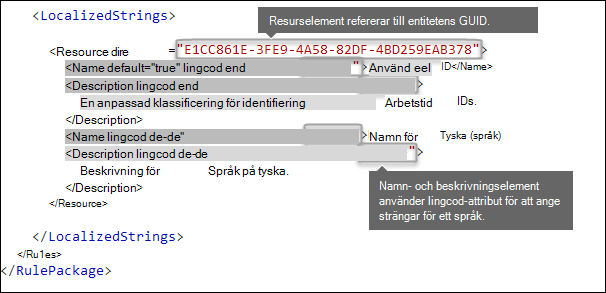 <LocalizedStrings>
Resurselement refererar till entitetens GUID.
<Resource dire ="E1CC861E-3FE9-4A58-82DF-4BD259EAB378">
<Name default="true" lingcod end "> Använd eel ID</Name>
<Description lingcod end >
En anpassad klassificering för identifiering Arbetstid IDs.
</Description>
<Name lingcod de-de" > Namn för Tyska (språk)
<Description lingcod de-de ">
Beskrivning för Språk på tyska.
</Description>
</Resource>
Namn- och beskrivningselement
använder lingcod-attribut för att ange
strängar för ett språk.
</LocalizedStrings>
</Ru1es>
</RulePackage>